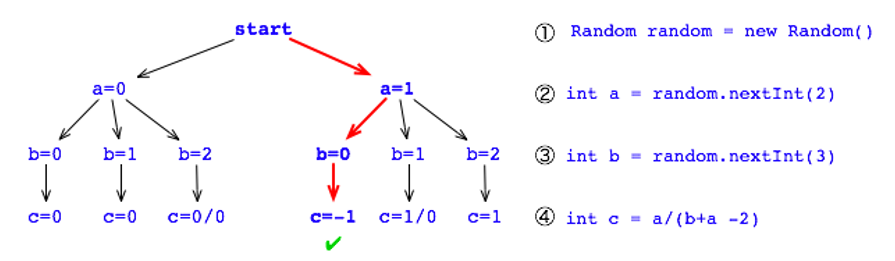 start ① Random random = new Random()
a=0 a=1 ② int a = random.nextInt(2)
b=0 b=1 b=2 b=0 b=1 b=2 ③ int b = random.nextInt(3)
c=0 c=0 c=0/0 c=-1 c=1/0 c=1 ④ int c = a/(b+a -2)
✓